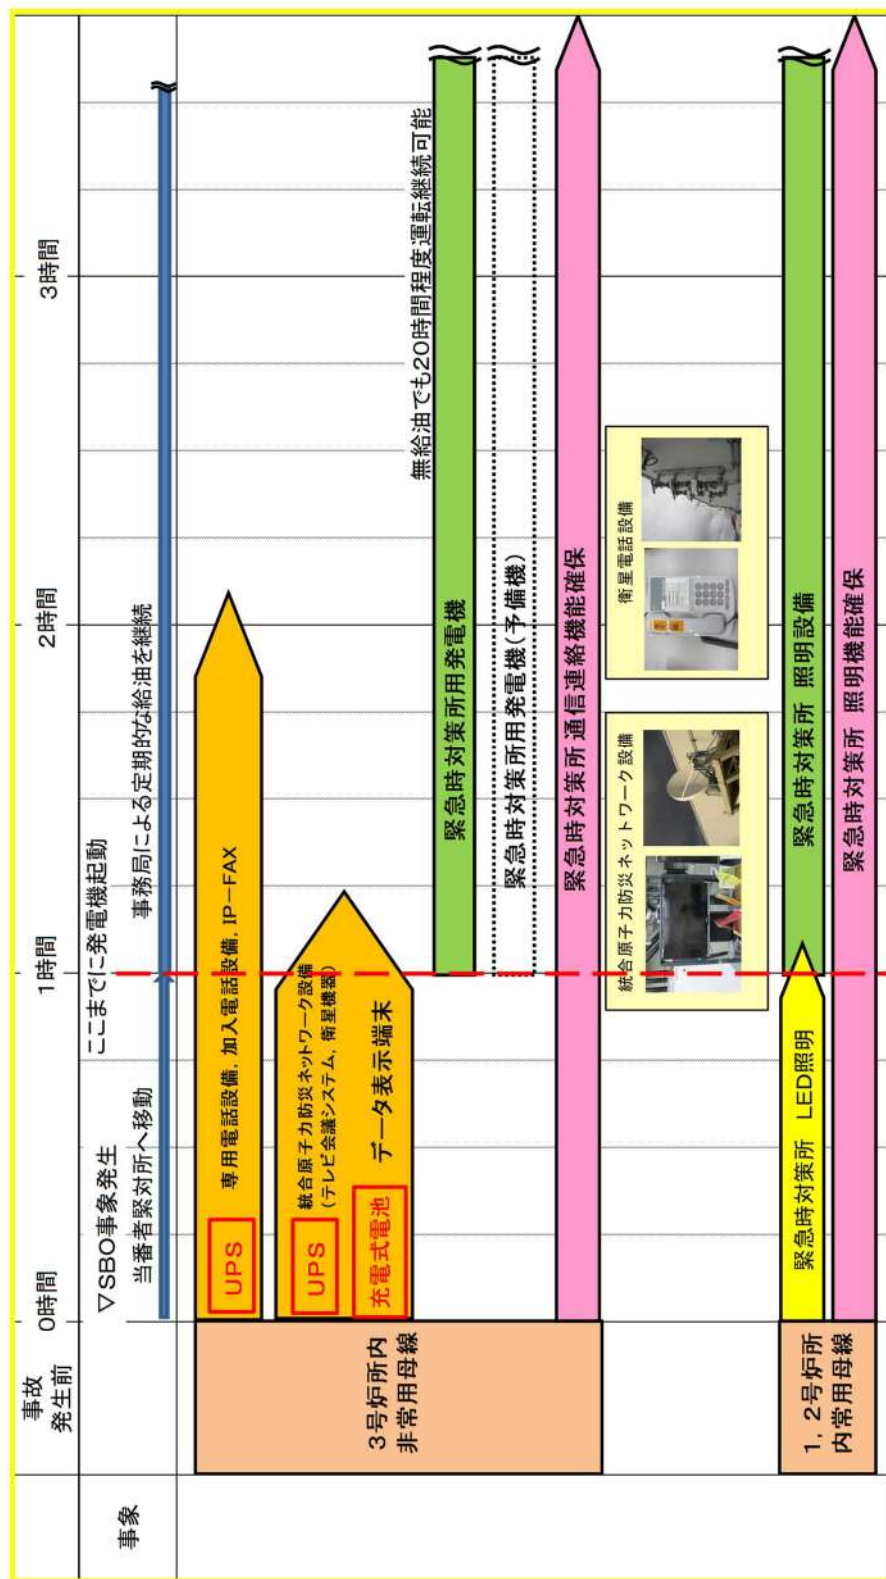 事故
発生前
0時間
1時間
2時間
3時間
事象
▽SBO事象発生
ここまでに発電機起動
当番者緊対所へ移動
事務局による定期的な給油を継続
3号炉所内
非常用母線
UPS
専用電話設備,加入電話設備,IP-FAX
UPS
統合原子力防災ネットワーク設備
(テレビ会議システム,衛星機器)
充電式電池
データ表示端末
無給油でも20時間程度運転継続可能
緊急時対策所用発電機
緊急時対策所用発電機(予備機)
緊急時対策所 通信連絡機能確保
統合原子力防災ネットワーク設備
衛星電話設備
1,2号炉所
内常用母線
緊急時対策所 LED照明
緊急時対策所 照明設備
緊急時対策所 照明機能確保